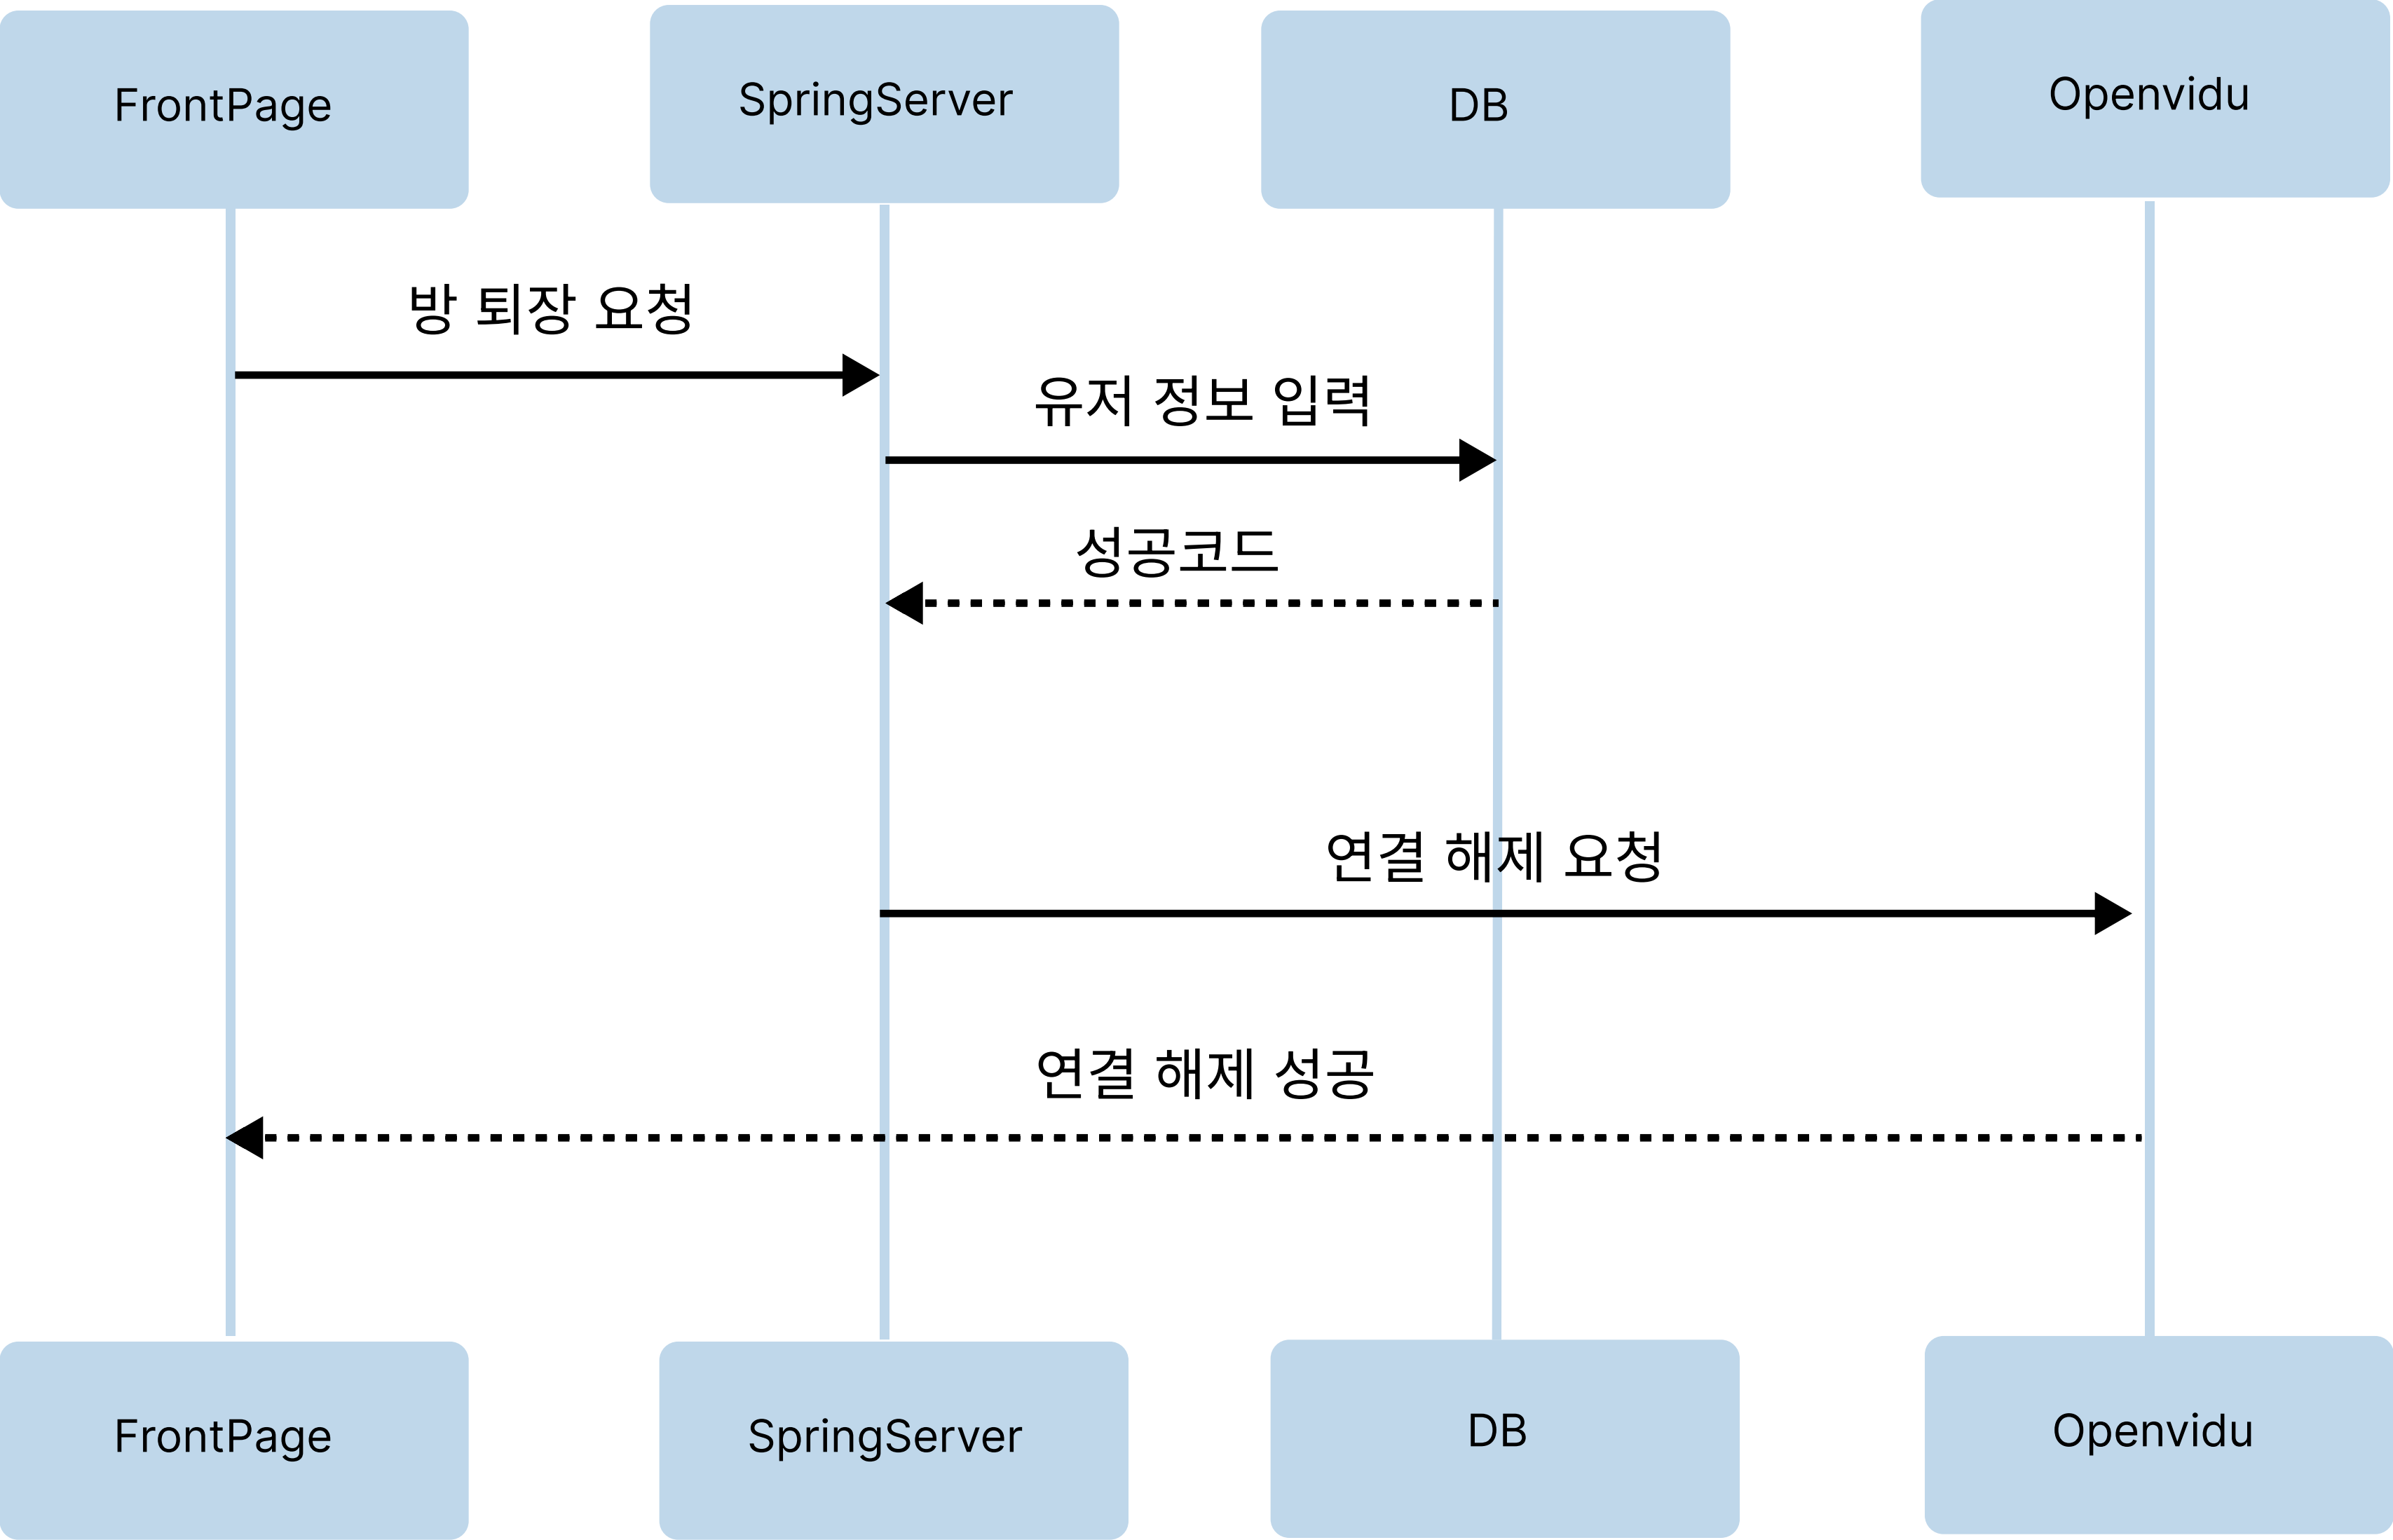 FrontPage
SpringServer
DB
Openvidu
방 퇴장 요청
유저 정보 입력
성공코드
연결 해제 요청
연결 해제 성공
FrontPage
SpringServer
DB
Openvidu